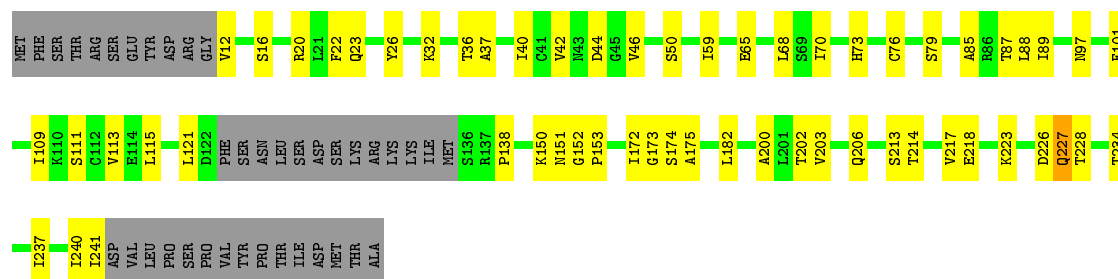 MET PHE SER THR ARG SER GLU TYR ASP ARG GLY V12 S16 R20 L21 F22 Q23 Y26 K32 T36 A37 I40 C41 V42 N43 D44 G45 V46 S50 I59 E65 L68 S69 I70 H73 C76 S79 A85 R86 T87 L88 I89 N97 E101
I109 K110 S111 C112 V113 E114 L115 L121 D122 PHE SER ASN LEU SER ASP SER LYS ARG LYS LYS ILE MET S136 R137 P138 K150 N151 G152 P153 I172 G173 S174 A175 L182 A200 L201 T202 V203 Q206 S213 T214 V217 E218 K223 D226 Q227 T228 T234
I237 I240 I241 ASP VAL LEU PRO SER PRO VAL TYR PRO THR ILE ASP MET THR ALA